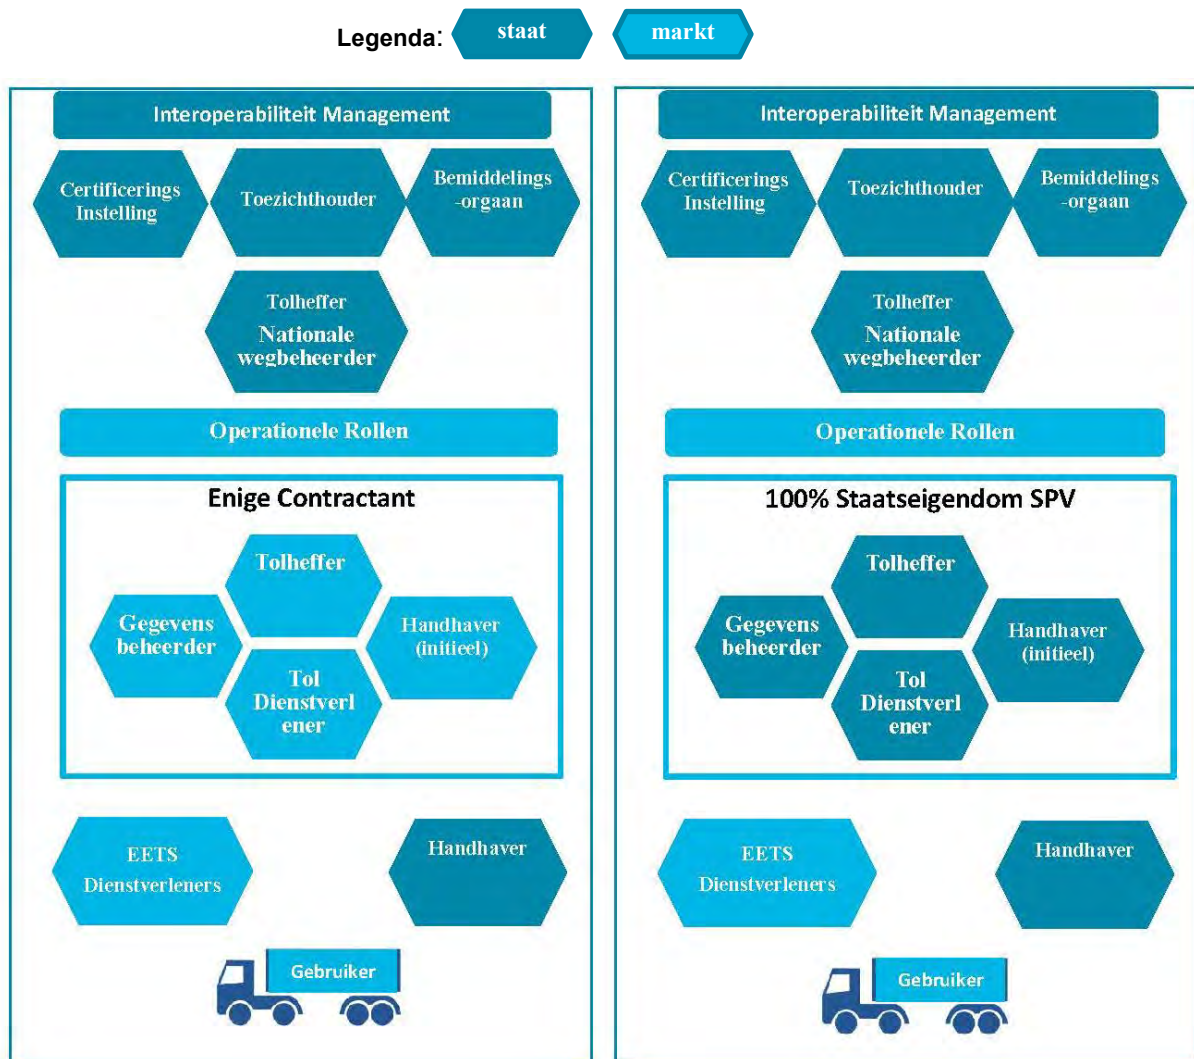 Legenda: staat markt
Interoperabiliteit Management
Certificerings
Instelling
Toezichthouder
Bemiddelings
-orgaan
Tolheffer
Nationale
wegbeheerder
Operationele Rollen
Enige Contractant
Tolheffer
Gegevens
beheerder
Handhaver
(initieel)
Tol
Dienstverl
ener
EETS
Dienstverleners
Handhaver
Gebruiker
Interoperabiliteit Management
Certificerings
Instelling
Toezichthouder
Bemiddelings
-orgaan
Tolheffer
Nationale
wegbeheerder
Operationele Rollen
100% Staatseigendom SPV
Tolheffer
Gegevens
beheerder
Handhaver
(initieel)
Tol
Dienstverl
ener
EETS
Dienstverleners
Handhaver
Gebruiker